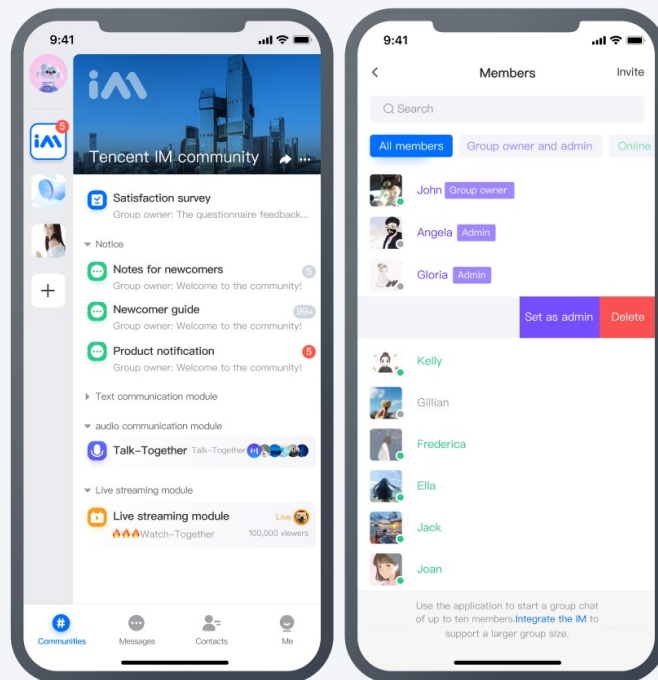 9:41
im
im
5
Tencent IM community
Satisfaction survey
Group owner: The questionnaire feedback...
Notice
Notes for newcomers
5
Group owner: Welcome to the community!
Newcomer guide
99+
Group owner: Welcome to the community!
Product notification
5
Group owner: Welcome to the community!
Text communication module
audio communication module
Talk-Together Talk-Together
Live streaming module
Live streaming module
Live
🔥🔥🔥Watch-Together
100,000 viewers
Communities
Messages
Contacts
Me
9:41
Members
Invite
Search
All members
Group owner and admin
Online
John Group owner
Angela Admin
Gloria Admin
Set as admin
Delete
Kelly
Gillian
Frederica
Ella
Jack
Joan
Use the application to start a group chat
of up to ten members.Integrate the IM to
support a larger group size.